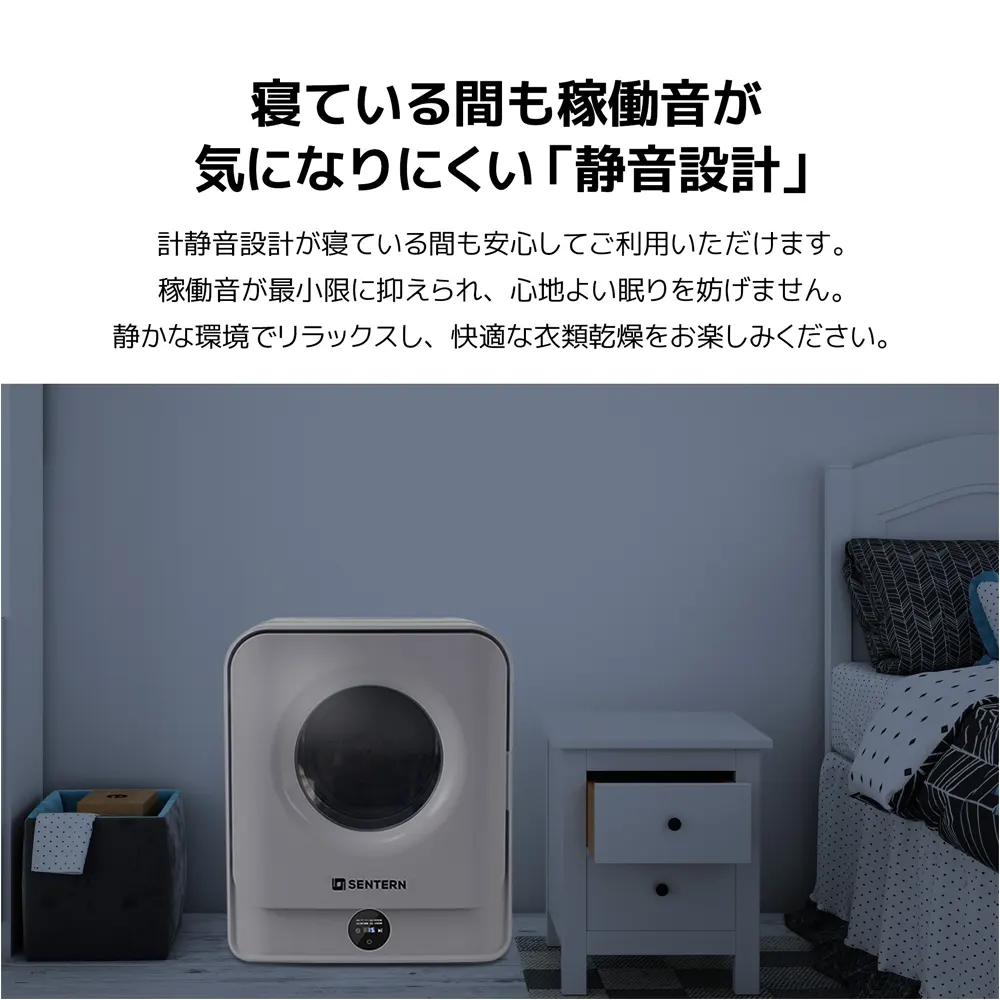 寝ている間も稼働音が
気になりにくい「静音設計」
計静音設計が寝ている間も安心してご利用いただけます。
稼働音が最小限に抑えられ、心地よい眠りを妨げません。
静かな環境でリラックスし、快適な衣類乾燥をお楽しみください。
SENTERN